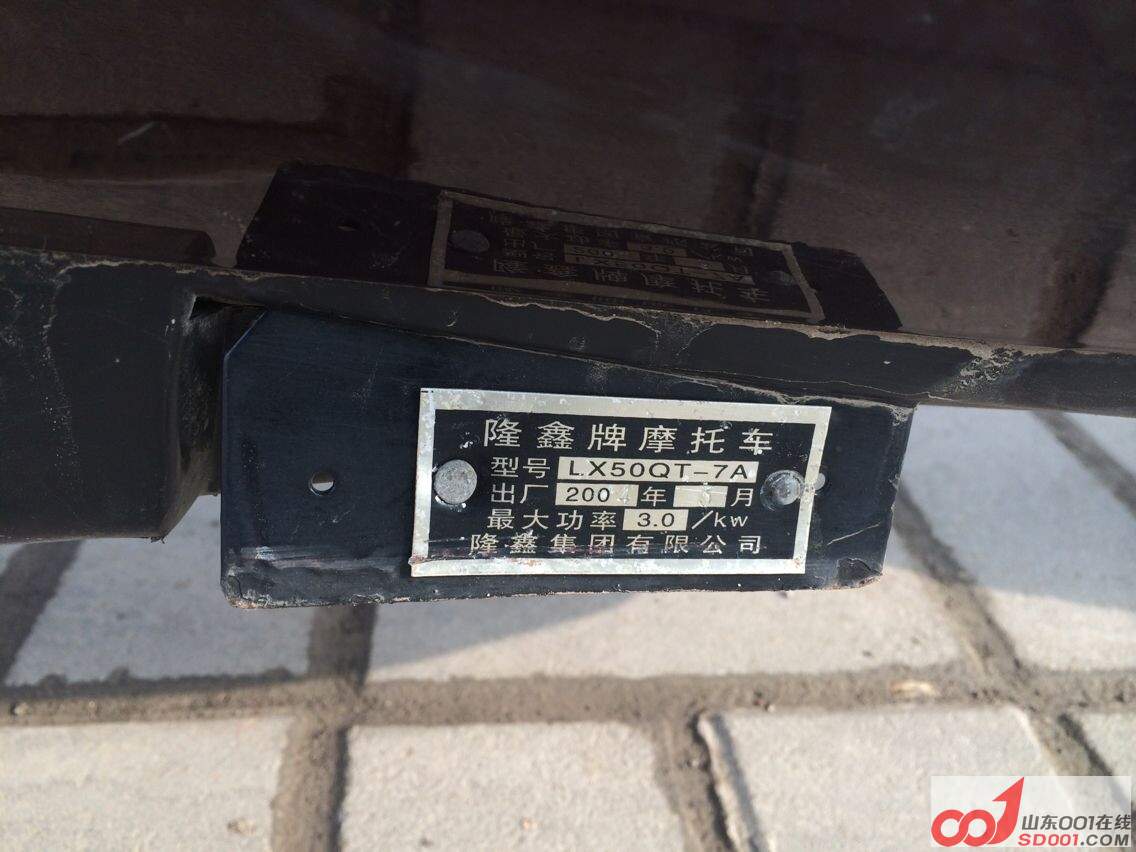 隆鑫牌摩托车
型号 LX50QT-7A
出厂 200 年 月
最大功率 3.0 /kw
隆鑫集团有限公司
山东001在线
SD001.COM